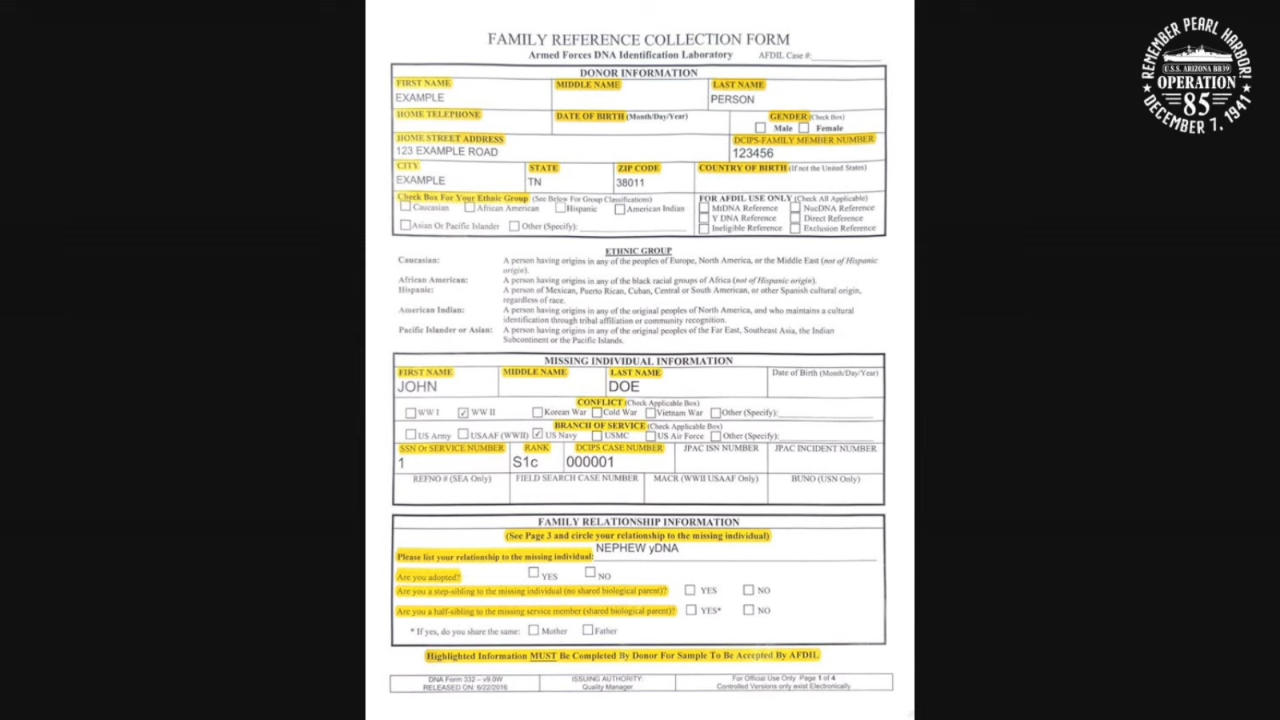 FAMILY REFERENCE COLLECTION FORM
Armed Forces DNA Identification Laboratory AFDIL Case #:
DONOR INFORMATION
FIRST NAME MIDDLE NAME LAST NAME
EXAMPLE PERSON
HOME TELEPHONE DATE OF BIRTH (Month/Day/Year) GENDER (Check Box)
Male Female
HOME STREET ADDRESS DCIPS-FAMILY MEMBER NUMBER
123 EXAMPLE ROAD 123456
CITY STATE ZIP CODE COUNTRY OF BIRTH (If not the United States)
EXAMPLE TN 38011
Check Box For Your Ethnic Group (See Below For Group Classifications) FOR AFDIL USE ONLY (Check All Applicable)
Caucasian African American Hispanic American Indian MtDNA Reference NucDNA Reference
Y DNA Reference Direct Reference
Asian Or Pacific Islander Other (Specify): Ineligible Reference Exclusion Reference
ETHNIC GROUP
Caucasian: A person having origins in any of the peoples of Europe, North America, or the Middle East (not of Hispanic
origin).
African American: A person having origins in any of the black racial groups of Africa (not of Hispanic origin).
Hispanic: A person of Mexican, Puerto Rican, Cuban, Central or South American, or other Spanish cultural origin,
regardless of race.
American Indian: A person having origins in any of the original peoples of North America, and who maintains a cultural
identification through tribal affiliation or community recognition.
Pacific Islander or Asian: A person having origins in any of the original peoples of the Far East, Southeast Asia, the Indian
Subcontinent or the Pacific Islands.
MISSING INDIVIDUAL INFORMATION
FIRST NAME MIDDLE NAME LAST NAME Date of Birth (Month/Day/Year)
JOHN DOE
CONFLICT (Check Applicable Box)
WW I WW II Korean War Cold War Vietnam War Other (Specify):
BRANCH OF SERVICE (Check Applicable Box)
US Army USAAF (WWII) US Navy USMC US Air Force Other (Specify):
SSN Or SERVICE NUMBER RANK DCIPS CASE NUMBER JPAC ISN NUMBER JPAC INCIDENT NUMBER
1 S1c 000001
REFNO # (SEA Only) FIELD SEARCH CASE NUMBER MACR (WWII USAAF Only) BUNO (USN Only)
FAMILY RELATIONSHIP INFORMATION
(See Page 3 and circle your relationship to the missing individual)
NEPHEW yDNA
Please list your relationship to the missing individual:
Are you adopted? YES NO
Are you a step-sibling to the missing individual (no shared biological parent)? YES NO
Are you a half-sibling to the missing service member (shared biological parent)? YES* NO
* If yes, do you share the same: Mother Father
Highlighted Information MUST Be Completed By Donor For Sample To Be Accepted By AFDIL
DNA Form 332 – v9.0W ISSUING AUTHORITY: For Official Use Only Page 1 of 4
RELEASED ON: 6/22/2016 Quality Manager Controlled Versions only exist Electronically
REMEMBER PEARL HARBOR!
U.S.S. ARIZONA BB39
OPERATION
85
DECEMBER 7, 1941